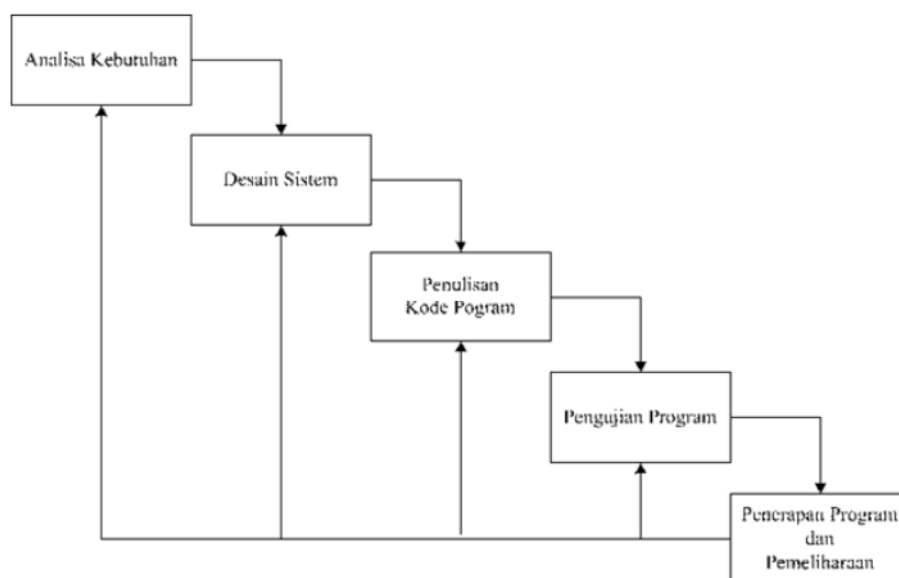 Analisa Kebutuhan
Desain Sistem
Penulisan
Kode Pogram
Pengujian Program
Penerapan Program
dan
Pemeliharaan